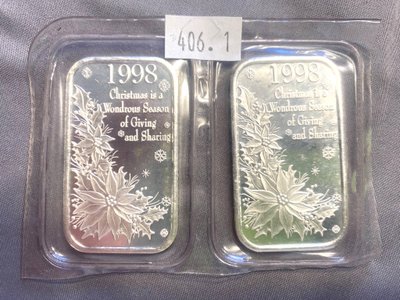 406.1
1998
Christmas is a
Wondrous Season
of Giving
and Sharing
1998
Christmas is a
Wondrous Season
of Giving
and Sharing